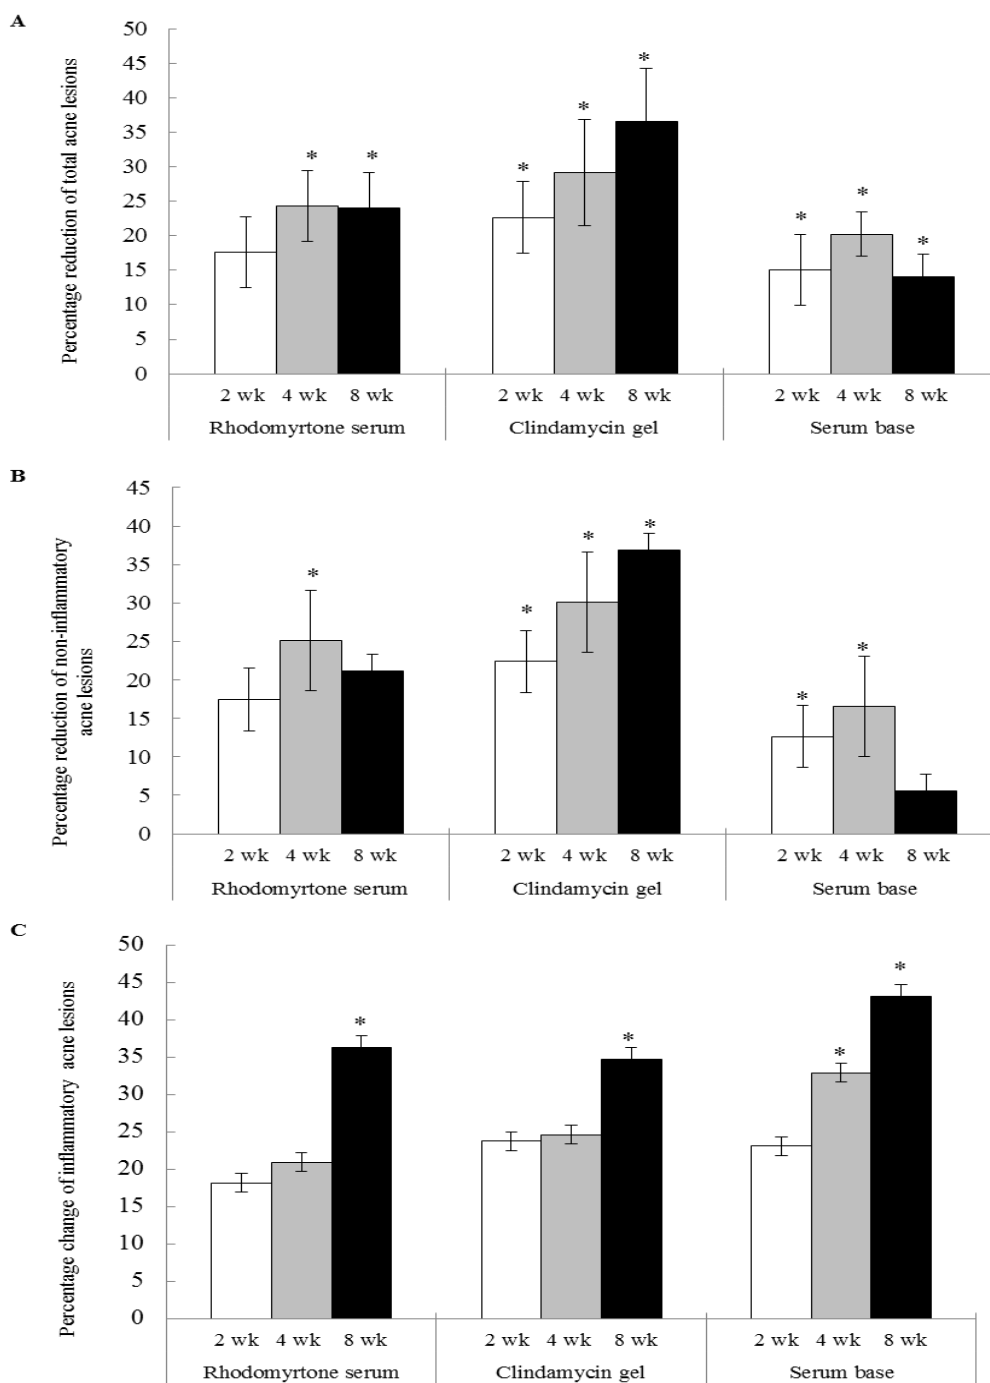 A
Percentage reduction of total acne lesions
50
45
40
35
30
25
20
15
10
5
0
* * * * * * * *
2 wk 4 wk 8 wk 2 wk 4 wk 8 wk 2 wk 4 wk 8 wk
Rhodomyrtone serum Clindamycin gel Serum base
B
Percentage reduction of non-inflammatory
acne lesions
45
40
35
30
25
20
15
10
5
0
* * * * * *
2 wk 4 wk 8 wk 2 wk 4 wk 8 wk 2 wk 4 wk 8 wk
Rhodomyrtone serum Clindamycin gel Serum base
C
Percentage change of inflammatory acne lesions
50
45
40
35
30
25
20
15
10
5
0
* * * *
2 wk 4 wk 8 wk 2 wk 4 wk 8 wk 2 wk 4 wk 8 wk
Rhodomyrtone serum Clindamycin gel Serum base